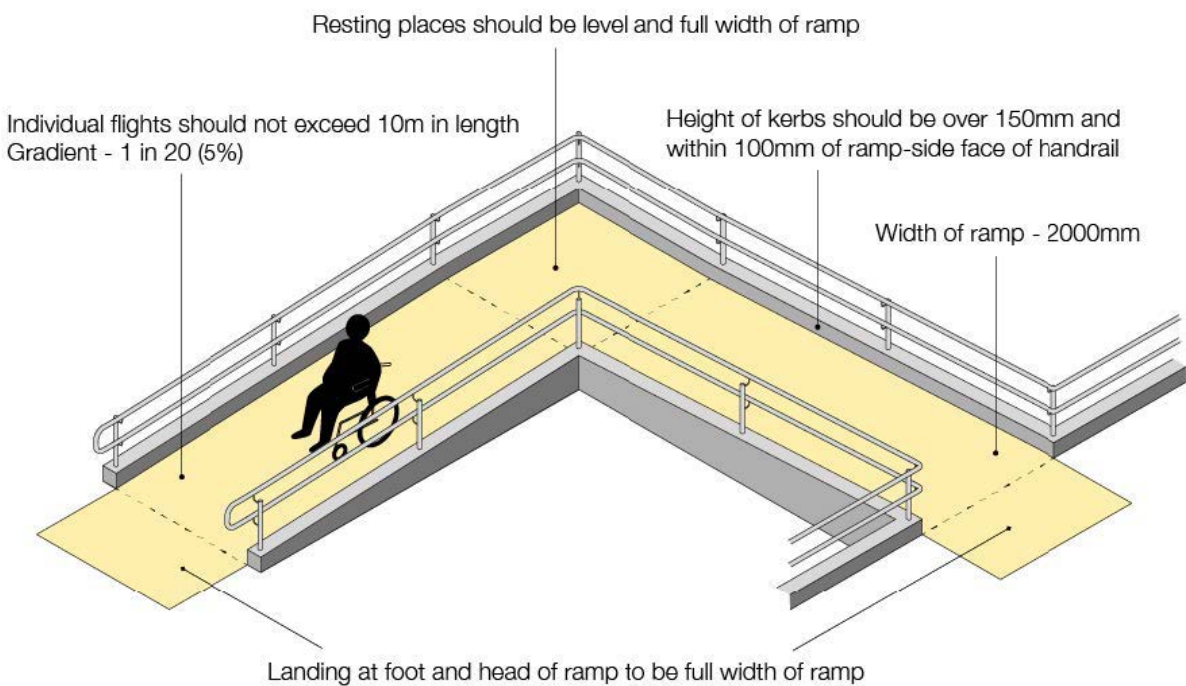 Resting places should be level and full width of ramp
Individual flights should not exceed 10m in length
Gradient - 1 in 20 (5%)
Height of kerbs should be over 150mm and
within 100mm of ramp-side face of handrail
Width of ramp - 2000mm
Landing at foot and head of ramp to be full width of ramp